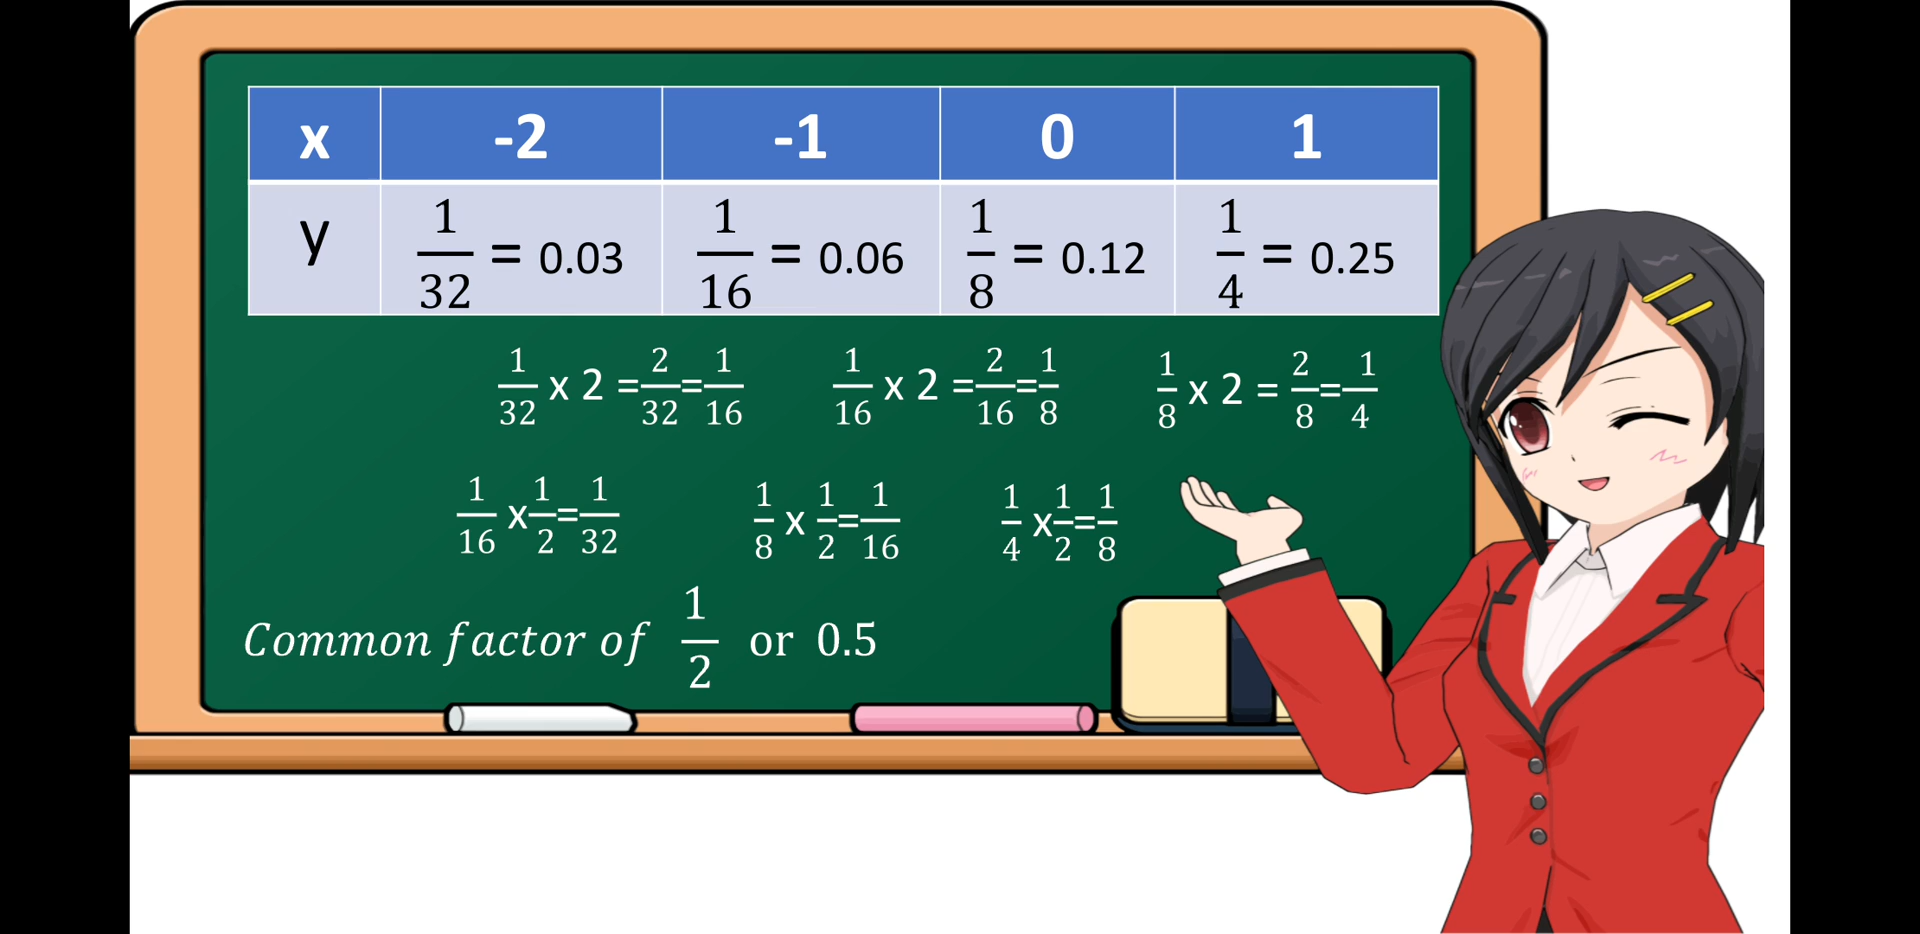 x -2 -1 0 1
y 1/32 = 0.03 1/16 = 0.06 1/8 = 0.12 1/4 = 0.25
1/32 x 2 =2/32=1/16 1/16 x 2 =2/16=1/8 1/8 x 2 = 2/8=1/4
1/16 x1/2=1/32 1/8 x 1/2=1/16 1/4 x1/2=1/8
Common factor of 1/2 or 0.5